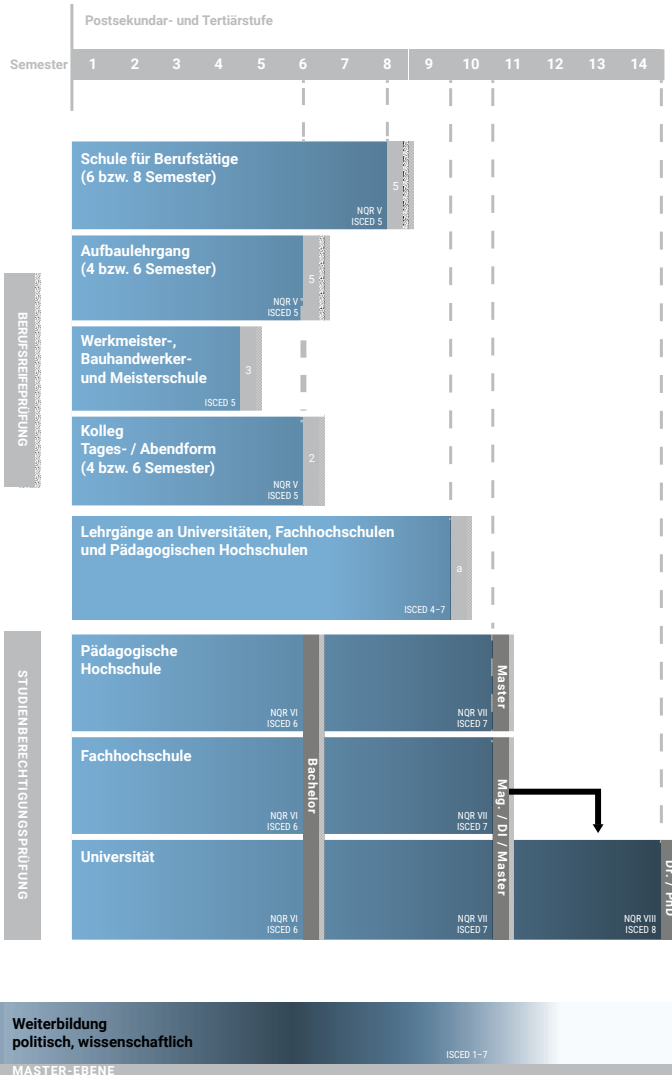 Postsekundar- und Tertiärstufe
Semester 1 2 3 4 5 6 7 8 9 10 11 12 13 14
Schule für Berufstätige
(6 bzw. 8 Semester)
NQR V
ISCED 5
5
Aufbaulehrgang
(4 bzw. 6 Semester)
NQR V
ISCED 5
5
BERUFSREIFEPRÜFUNG
Werkmeister-,
Bauhandwerker-
und Meisterschule
ISCED 5
3
Kolleg
Tages- / Abendform
(4 bzw. 6 Semester)
NQR V
ISCED 5
2
Lehrgänge an Universitäten, Fachhochschulen
und Pädagogischen Hochschulen
ISCED 4–7
a
STUDIENBERECHTIGUNGSPRÜFUNG
Pädagogische
Hochschule
NQR VI
ISCED 6
Bachelor
NQR VII
ISCED 7
Master
Fachhochschule
NQR VI
ISCED 6
NQR VII
ISCED 7
Mag. / DI / Master
Universität
NQR VI
ISCED 6
NQR VII
ISCED 7
NQR VIII
ISCED 8
Dr. / PhD
Weiterbildung
politisch, wissenschaftlich
ISCED 1–7
MASTER-EBENE